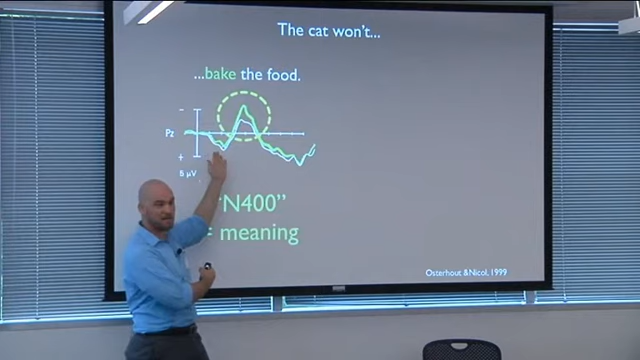 The cat won't...
...bake the food.
-
Pz
+
5 µV
"N400"
= meaning
Osterhout & Nicol, 1999